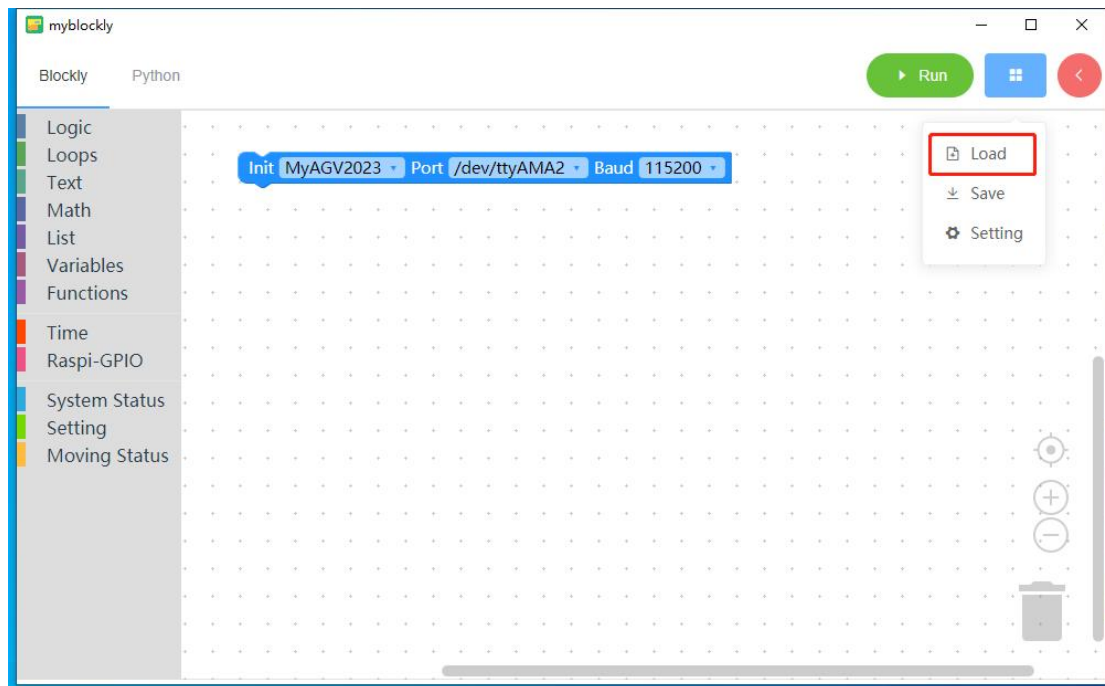 myblockly
Blockly Python
Run
Logic
Loops
Text
Math
List
Variables
Functions
Time
Raspi-GPIO
System Status
Setting
Moving Status
Init MyAGV2023 Port /dev/ttyAMA2 Baud 115200
Load
Save
Setting